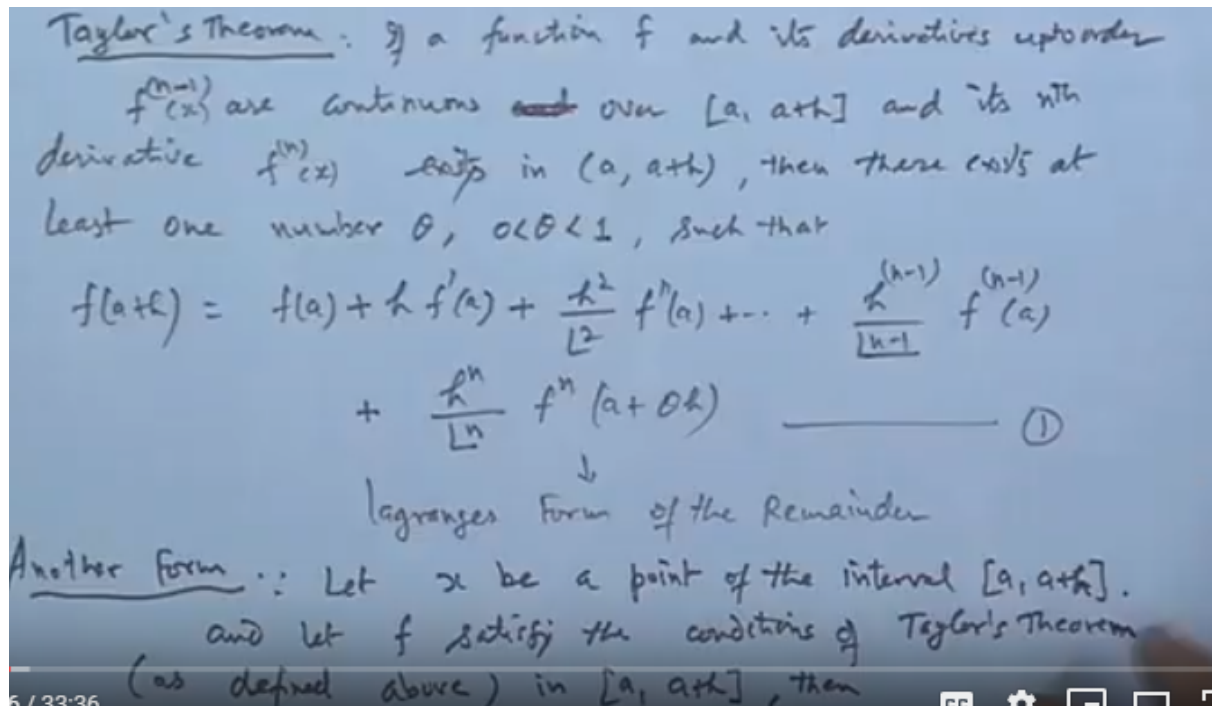 Taylor's Theorem : If a function f and its derivatives upto order
f^(n-1)(x) are continuous over [a, a+h] and its nth
derivative f^(n)(x) exists in (a, a+h), then there exists at
least one number θ, 0<θ<1, such that
f(a+h) = f(a) + h f'(a) + h^2/⌊2 f''(a) + ... + h^(n-1)/⌊n-1 f^(n-1)(a)
+ h^n/⌊n f^n (a+θh) ——— ①
↓
lagranges Form of the Remainder
Another Form :: Let x be a point of the interval [a, a+h].
and let f satisfy the conditions of Taylor's Theorem
(as defined above) in [a, a+h], then
6 / 33:36 CC